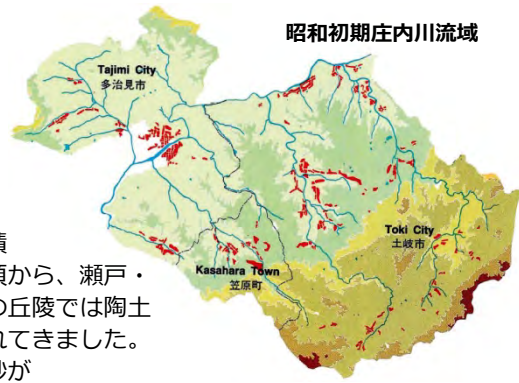 昭和初期庄内川流域
Tajimi City
多治見市
Toki City
土岐市
Kasahara Town
笠原町
頃から、瀬戸・
の丘陵では陶土
れてきました。
砂が